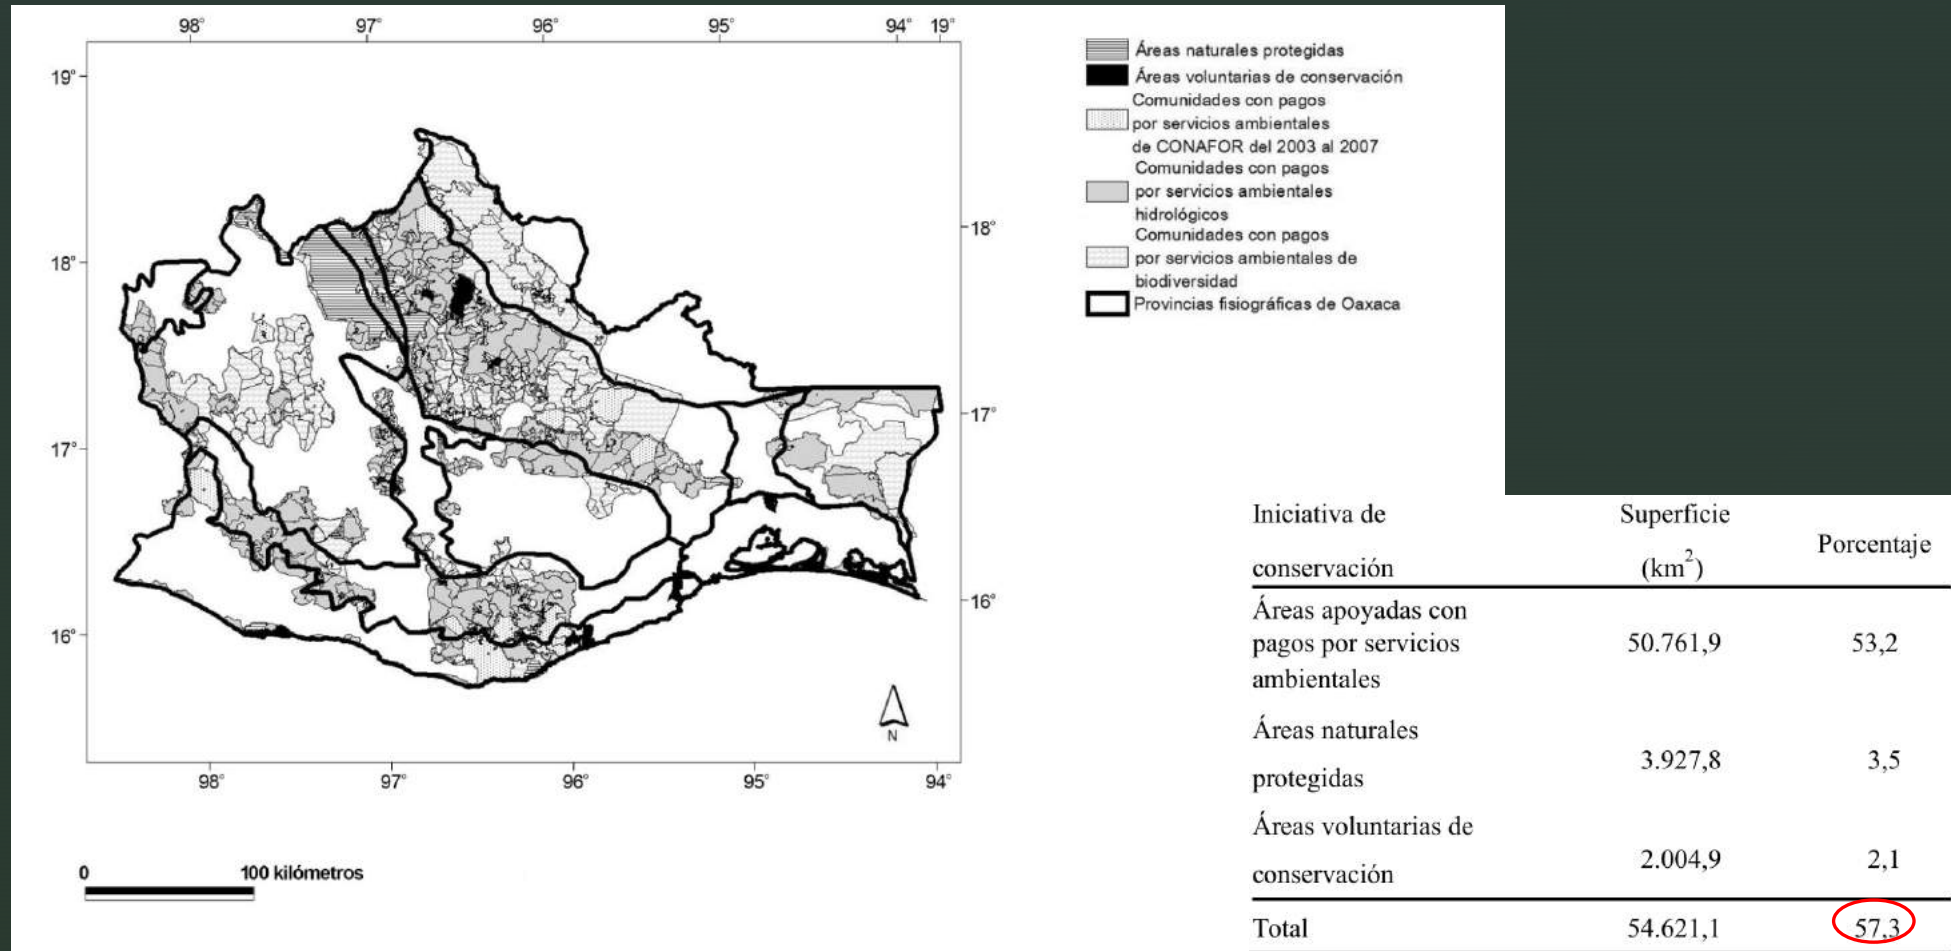 98° 97° 96° 95° 94° 19°
19°
18°
18°
17°
17°
16°
16°
98° 97° 96° 95° 94°
N
0 100 kilómetros
Áreas naturales protegidas
Áreas voluntarias de conservación
Comunidades con pagos
por servicios ambientales
de CONAFOR del 2003 al 2007
Comunidades con pagos
por servicios ambientales
hidrológicos
Comunidades con pagos
por servicios ambientales de
biodiversidad
Provincias fisiográficas de Oaxaca
Iniciativa de
conservación
Superficie
(km²)
Porcentaje
Áreas apoyadas con
pagos por servicios 50.761,9 53,2
ambientales
Áreas naturales
protegidas
3.927,8 3,5
Áreas voluntarias de
conservación
2.004,9 2,1
Total 54.621,1 57,3